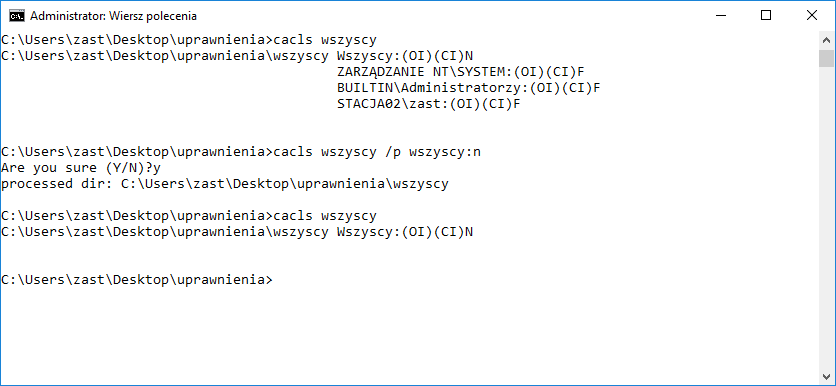 Administrator: Wiersz polecenia
C:\Users\zast\Desktop\uprawnienia>cacls wszyscy
C:\Users\zast\Desktop\uprawnienia\wszyscy Wszyscy:(OI)(CI)N
ZARZĄDZANIE NT\SYSTEM:(OI)(CI)F
BUILTIN\Administratorzy:(OI)(CI)F
STACJA02\zast:(OI)(CI)F
C:\Users\zast\Desktop\uprawnienia>cacls wszyscy /p wszyscy:n
Are you sure (Y/N)?y
processed dir: C:\Users\zast\Desktop\uprawnienia\wszyscy
C:\Users\zast\Desktop\uprawnienia>cacls wszyscy
C:\Users\zast\Desktop\uprawnienia\wszyscy Wszyscy:(OI)(CI)N
C:\Users\zast\Desktop\uprawnienia>